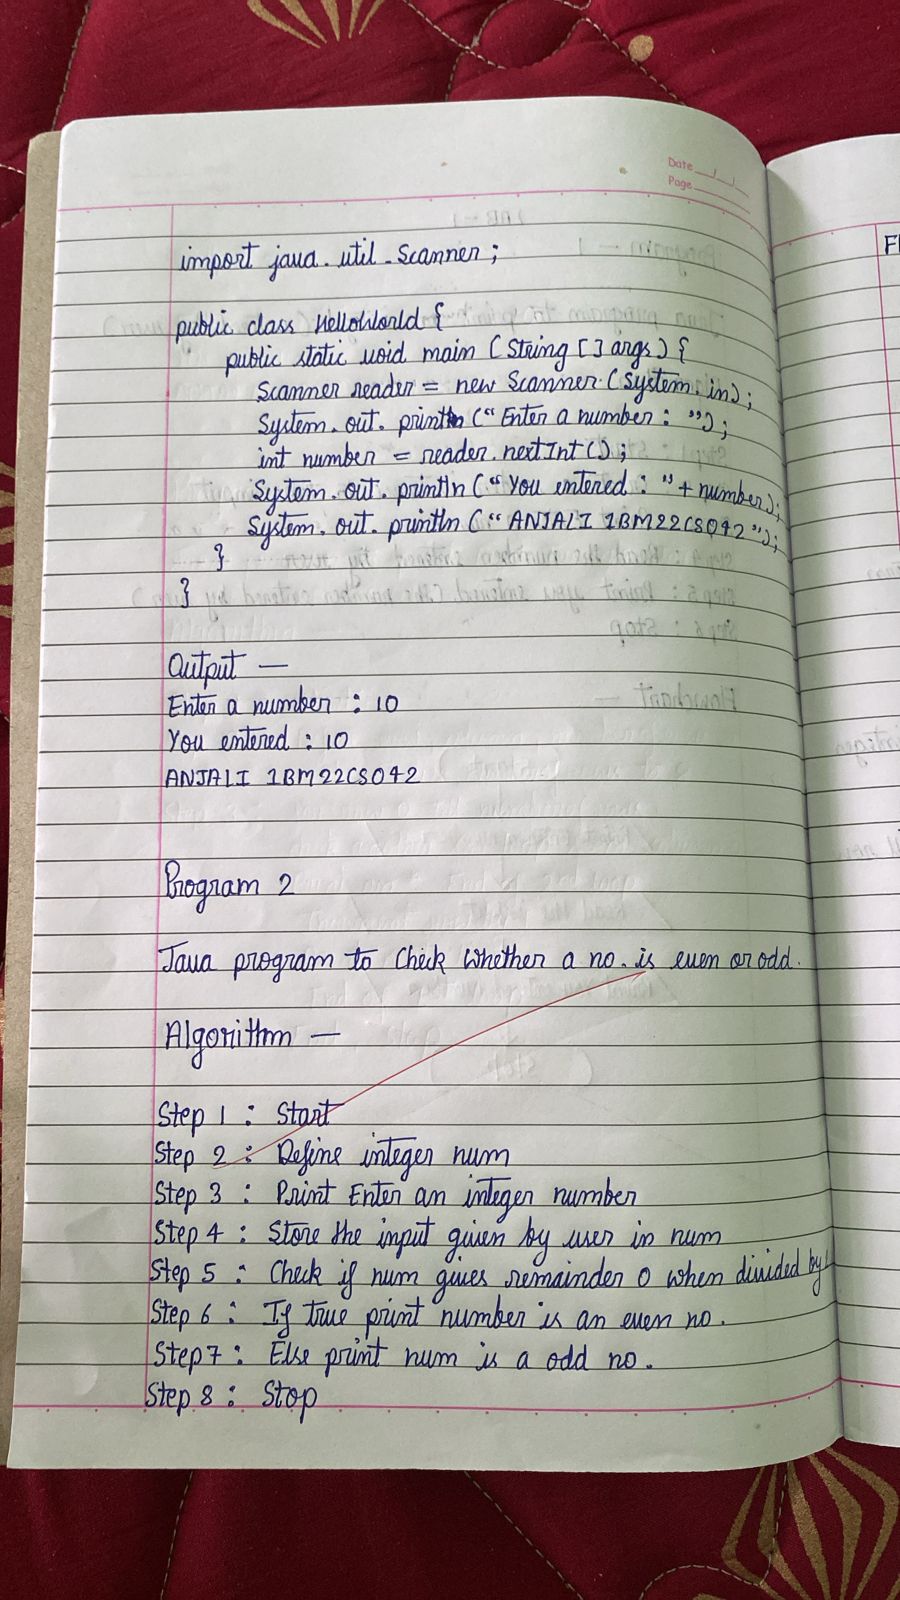 Date
Page
import java.util.Scanner;
public class HelloWorld {
public static void main (String [] args) {
Scanner reader = new Scanner (System.in);
System.out.println ("Enter a number : ");
int number = reader.nextInt ();
System.out.println ("You entered : "+ number);
System.out.println ("ANJALI 1BM22CS042");
}
}
Output —
Enter a number : 10
You entered : 10
ANJALI 1BM22CS042
Program 2
Java program to Check Whether a no. is even or odd.
Algorithm —
Step 1 : Start
Step 2 : Define integer num
Step 3 : Print Enter an integer number
Step 4 : Store the input given by user in num
Step 5 : Check if num gives remainder 0 when divided by
Step 6 : If true print number is an even no.
Step 7 : Else print num is a odd no.
Step 8 : Stop